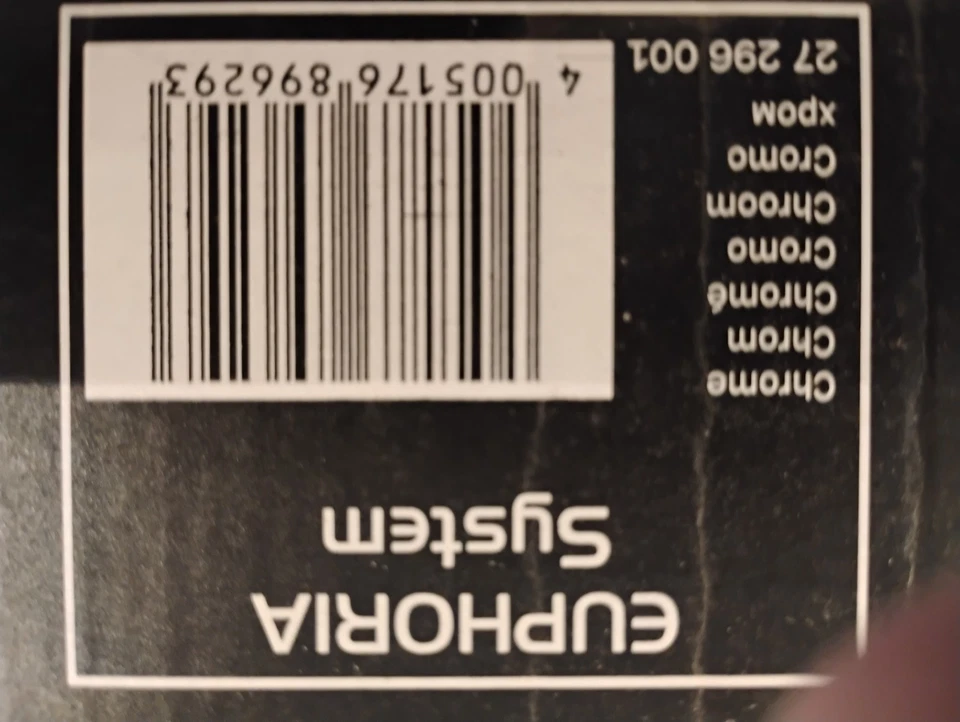 EUPHORIA
System
Chrome
Chrom
Chromé
Cromo
Chroom
Cromo
хром
27 296 001
4 005176 896293